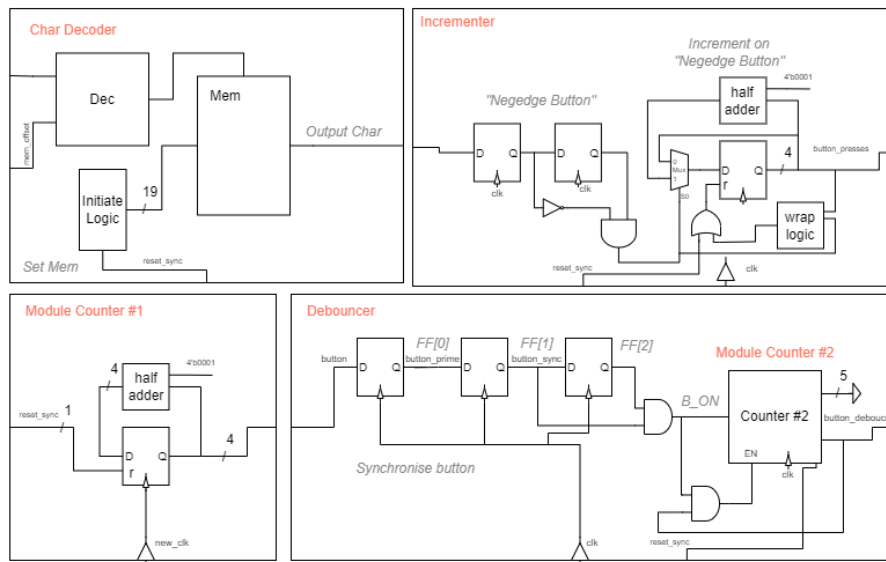 Char Decoder
Dec
Mem
mem_offset
Output Char
Initiate
Logic
19
Set Mem
reset_sync
Incrementer
Increment on
"Negedge Button"
"Negedge Button"
half
adder
4'b0001
D
Q
clk
D
Q
clk
0
Mux
1
S0
D
Q
r
4
button_presses
wrap
logic
reset_sync
clk
Module Counter #1
4
half
adder
4'b0001
reset_sync
1
D
Q
r
4
new_clk
Debouncer
button
D
Q
FF[0]
button_prime
D
Q
FF[1]
button_sync
D
Q
FF[2]
Synchronise button
clk
B_ON
Module Counter #2
Counter #2
5
EN
clk
reset_sync